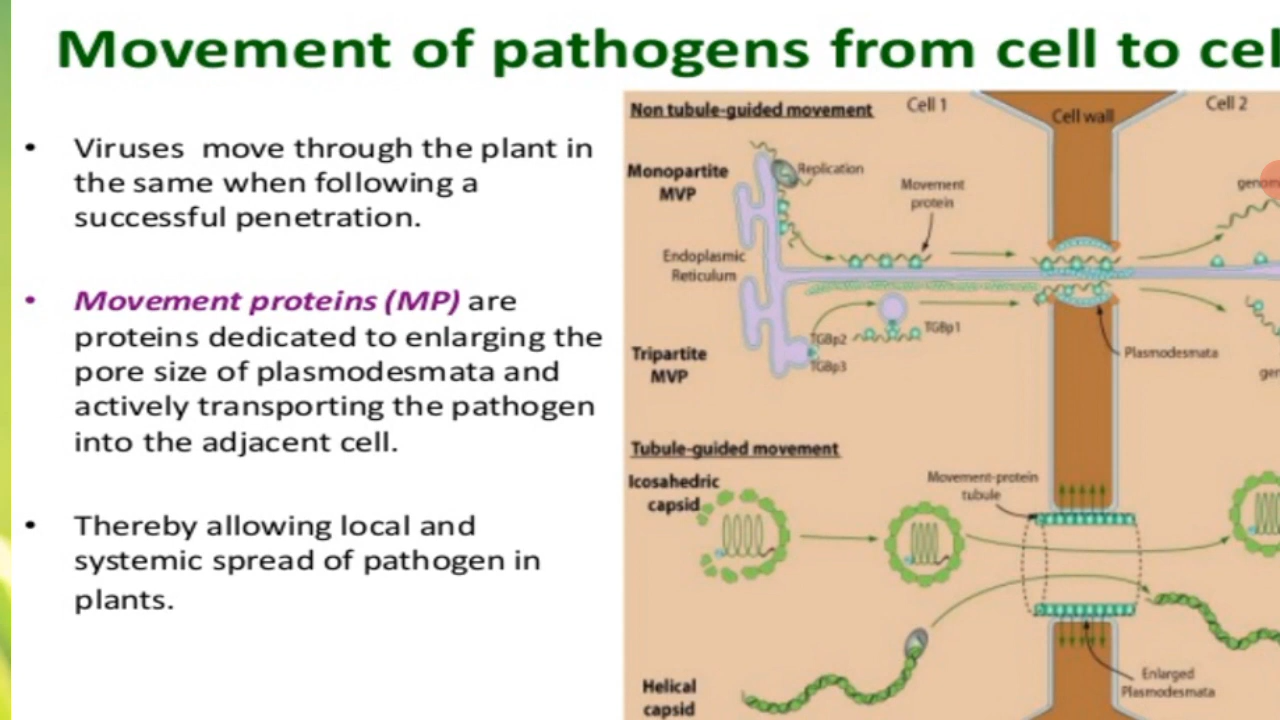 Movement of pathogens from cell to cel
• Viruses move through the plant in
the same when following a
successful penetration.
• Movement proteins (MP) are
proteins dedicated to enlarging the
pore size of plasmodesmata and
actively transporting the pathogen
into the adjacent cell.
• Thereby allowing local and
systemic spread of pathogen in
plants.
Non tubule-guided movement
Cell 1
Cell wall
Cell 2
Monopartite
MVP
Replication
Movement
protein
genom
Endoplasmic
Reticulum
TGBp2
TGBp1
TGBp3
Tripartite
MVP
Plasmodesmata
gen
Tubule-guided movement
Icosahedric
capsid
Movement-protein
tubule
Helical
capsid
Enlarged
Plasmodesmata